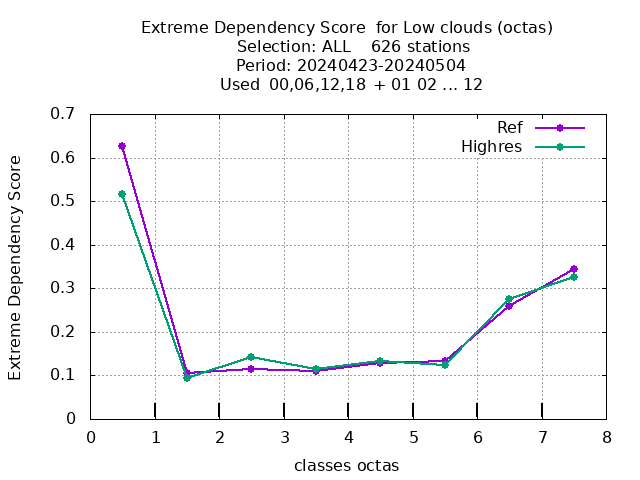 Extreme Dependency Score  for Low clouds (octas)
Selection: ALL    626 stations
Period: 20240423-20240504
Used  00,06,12,18  + 01 02 ... 12
Ref
Highres
Extreme Dependency Score
0.7
0.6
0.5
0.4
0.3
0.2
0.1
0
0 1 2 3 4 5 6 7 8
classes octas